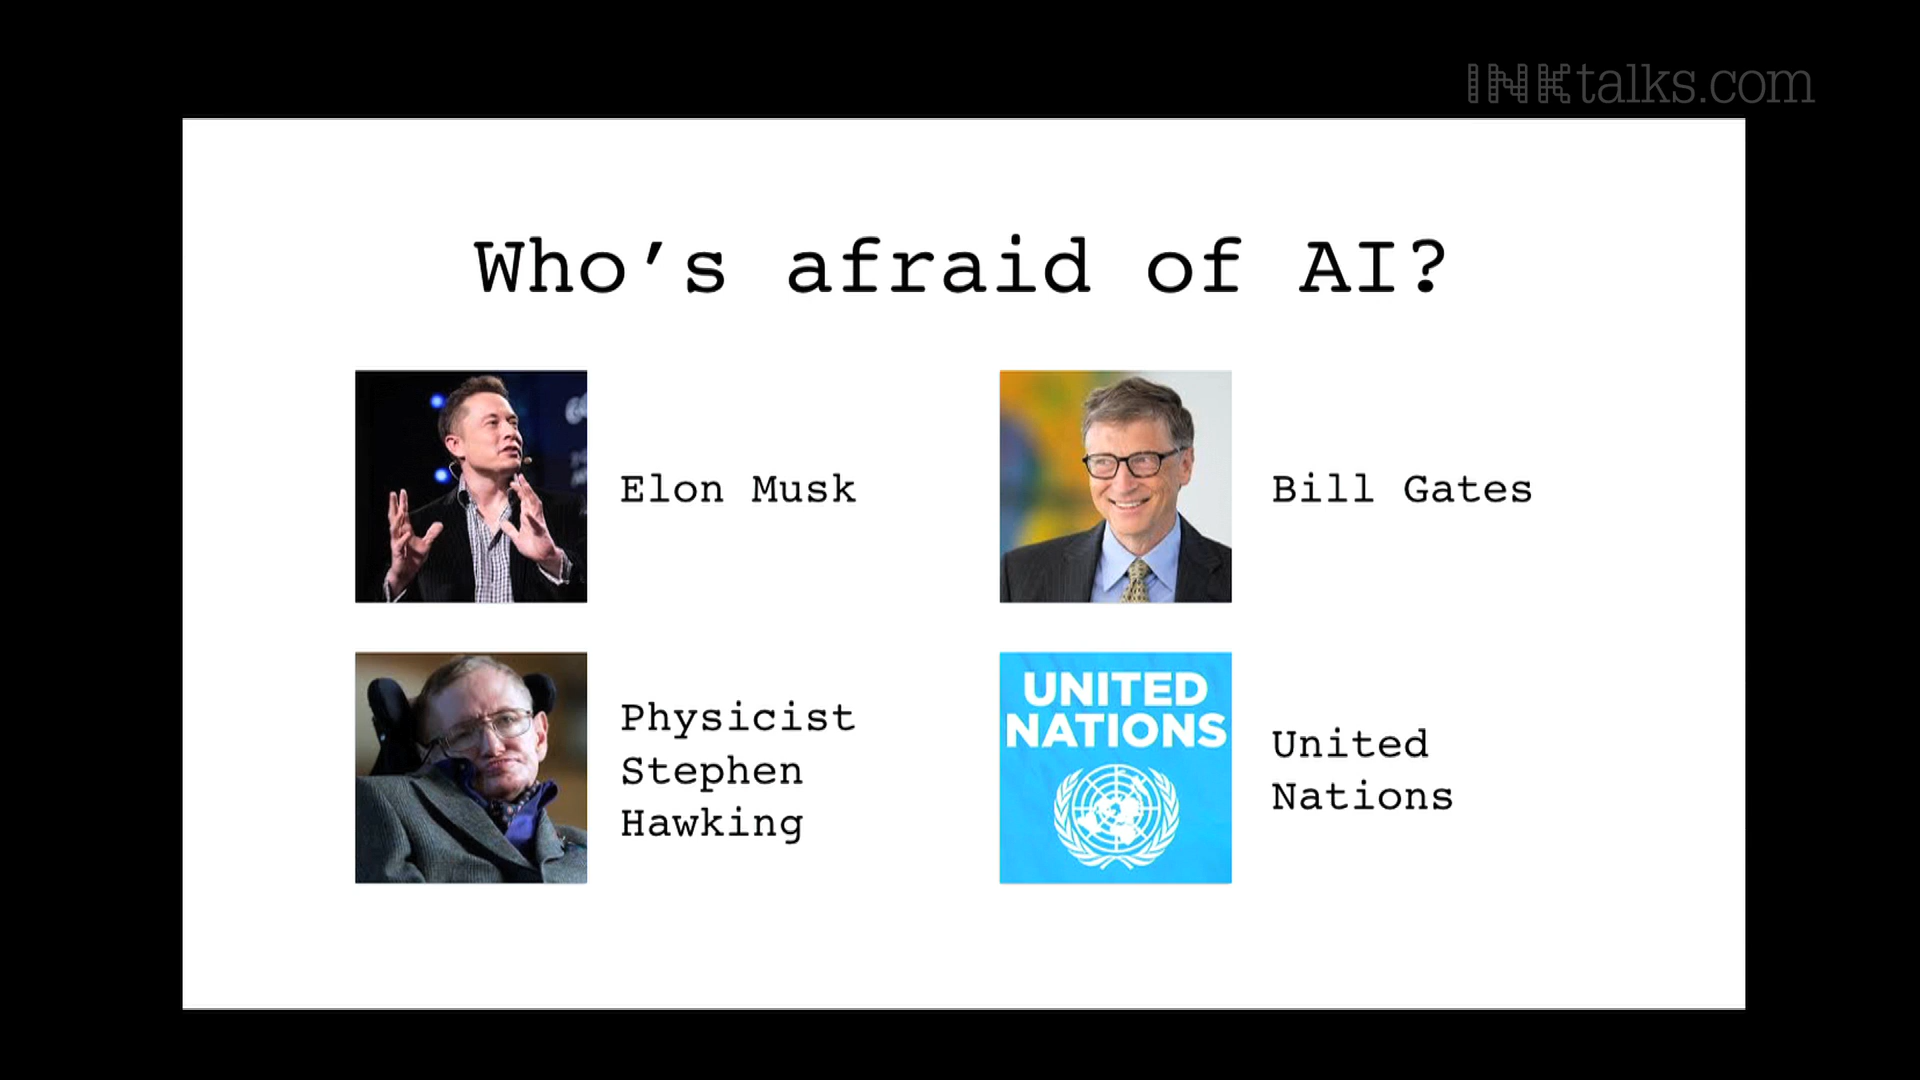 INKtalks.com
Who's afraid of AI?
Elon Musk
Bill Gates
Physicist
Stephen
Hawking
UNITED
NATIONS
United
Nations